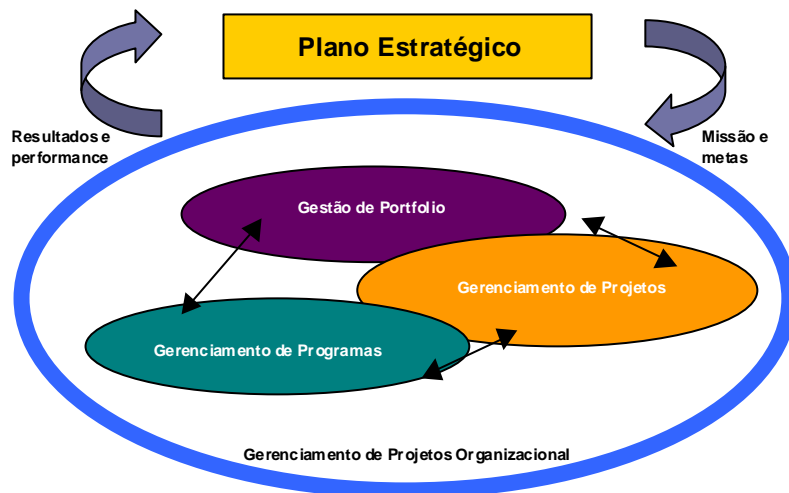 Plano Estratégico
Resultados e
performance
Missão e
metas
Gestão de Portfolio
Gerenciamento de Projetos
Gerenciamento de Programas
Gerenciamento de Projetos Organizacional